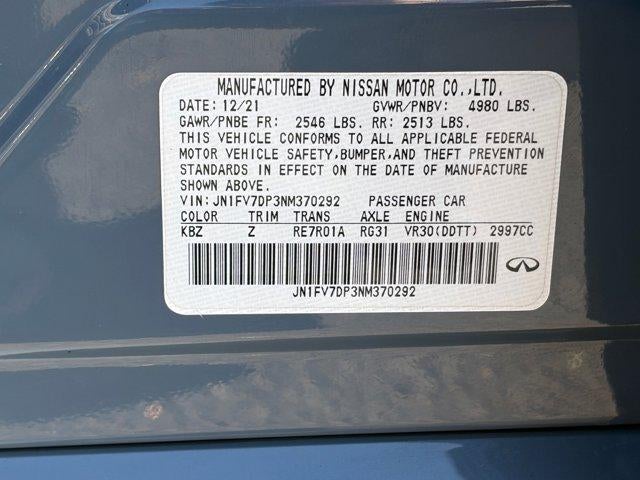 MANUFACTURED BY NISSAN MOTOR CO.,LTD.
DATE: 12/21 GVWR/PNBV: 4980 LBS.
GAWR/PNBE FR: 2546 LBS. RR: 2513 LBS.
THIS VEHICLE CONFORMS TO ALL APPLICABLE FEDERAL
MOTOR VEHICLE SAFETY,BUMPER,AND THEFT PREVENTION
STANDARDS IN EFFECT ON THE DATE OF MANUFACTURE
SHOWN ABOVE.
VIN: JN1FV7DP3NM370292 PASSENGER CAR
COLOR TRIM TRANS AXLE ENGINE
KBZ Z RE7R01A RG31 VR30(DDTT) 2997CC
JN1FV7DP3NM370292